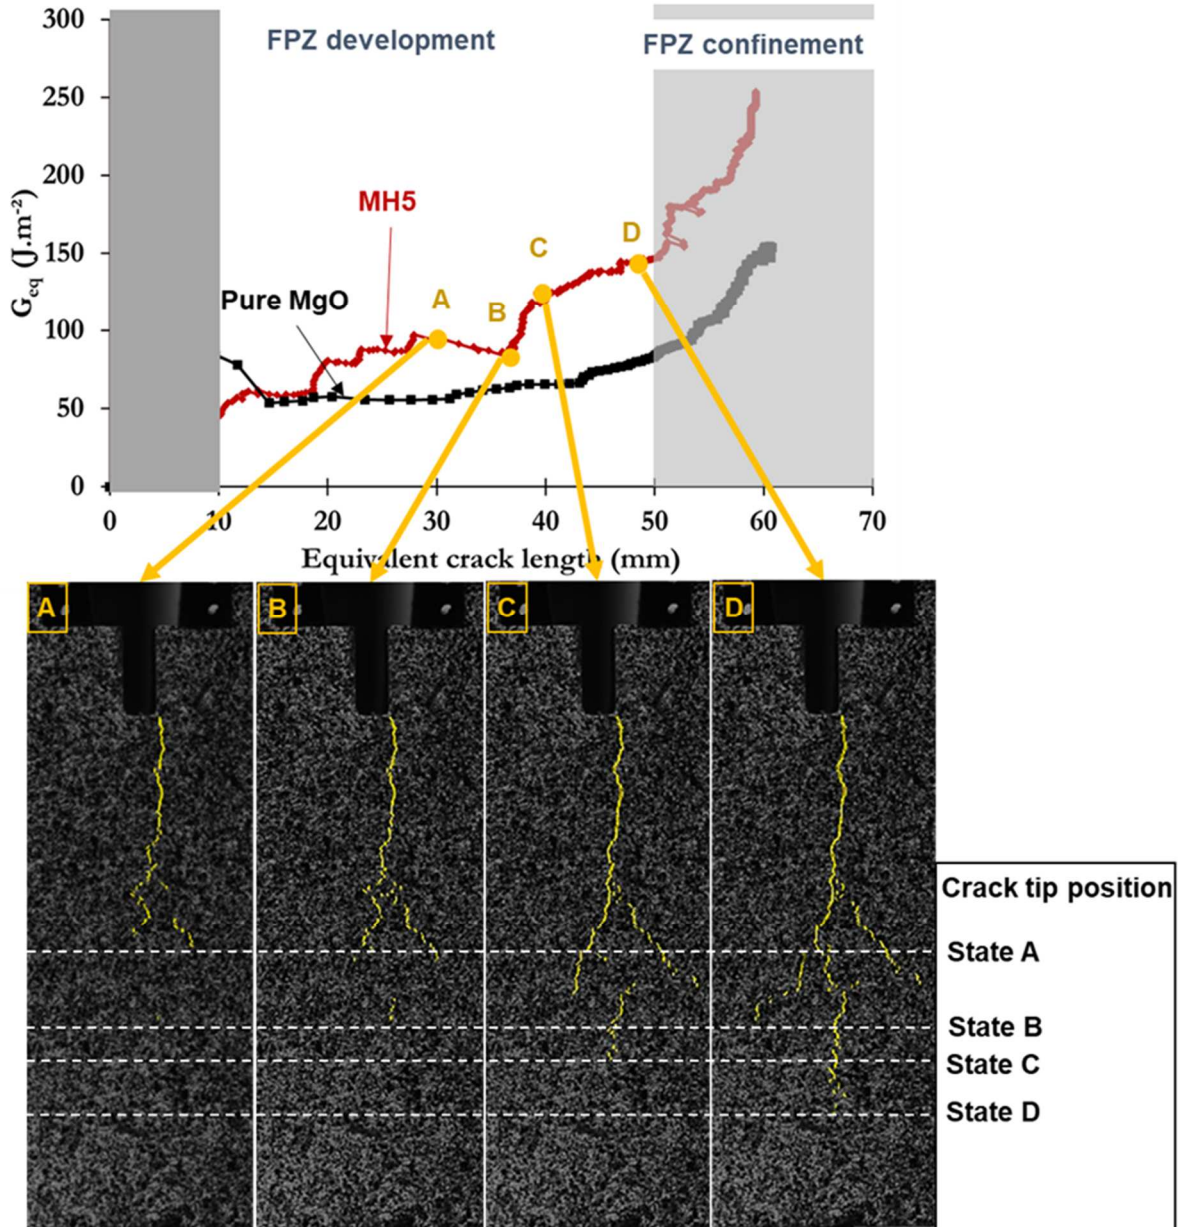 300
FPZ development
FPZ confinement
250
200
MH5
150
C
D
Pure MgO
A
B
100
50
0
G_eq (J.m⁻²)
0 10 20 30 40 50 60 70
Equivalent crack length (mm)
A
B
C
D
Crack tip position
State A
State B
State C
State D